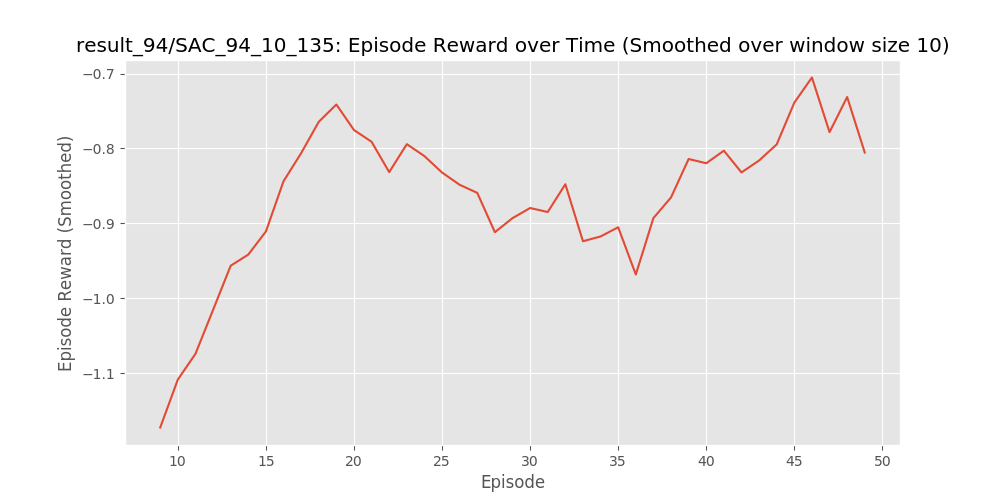 result_94/SAC_94_10_135: Episode Reward over Time (Smoothed over window size 10)
Episode Reward (Smoothed)
−0.7
−0.8
−0.9
−1.0
−1.1
10 15 20 25 30 35 40 45 50
Episode